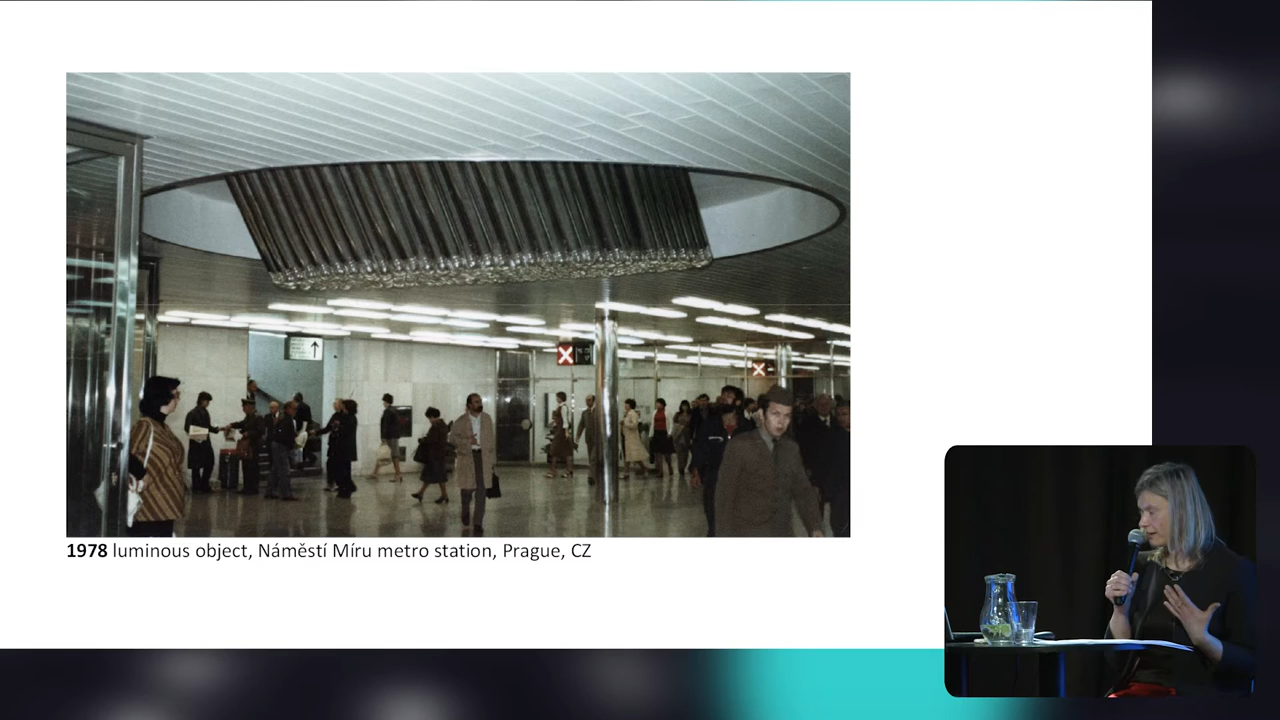 1978 luminous object, Náměstí Míru metro station, Prague, CZ